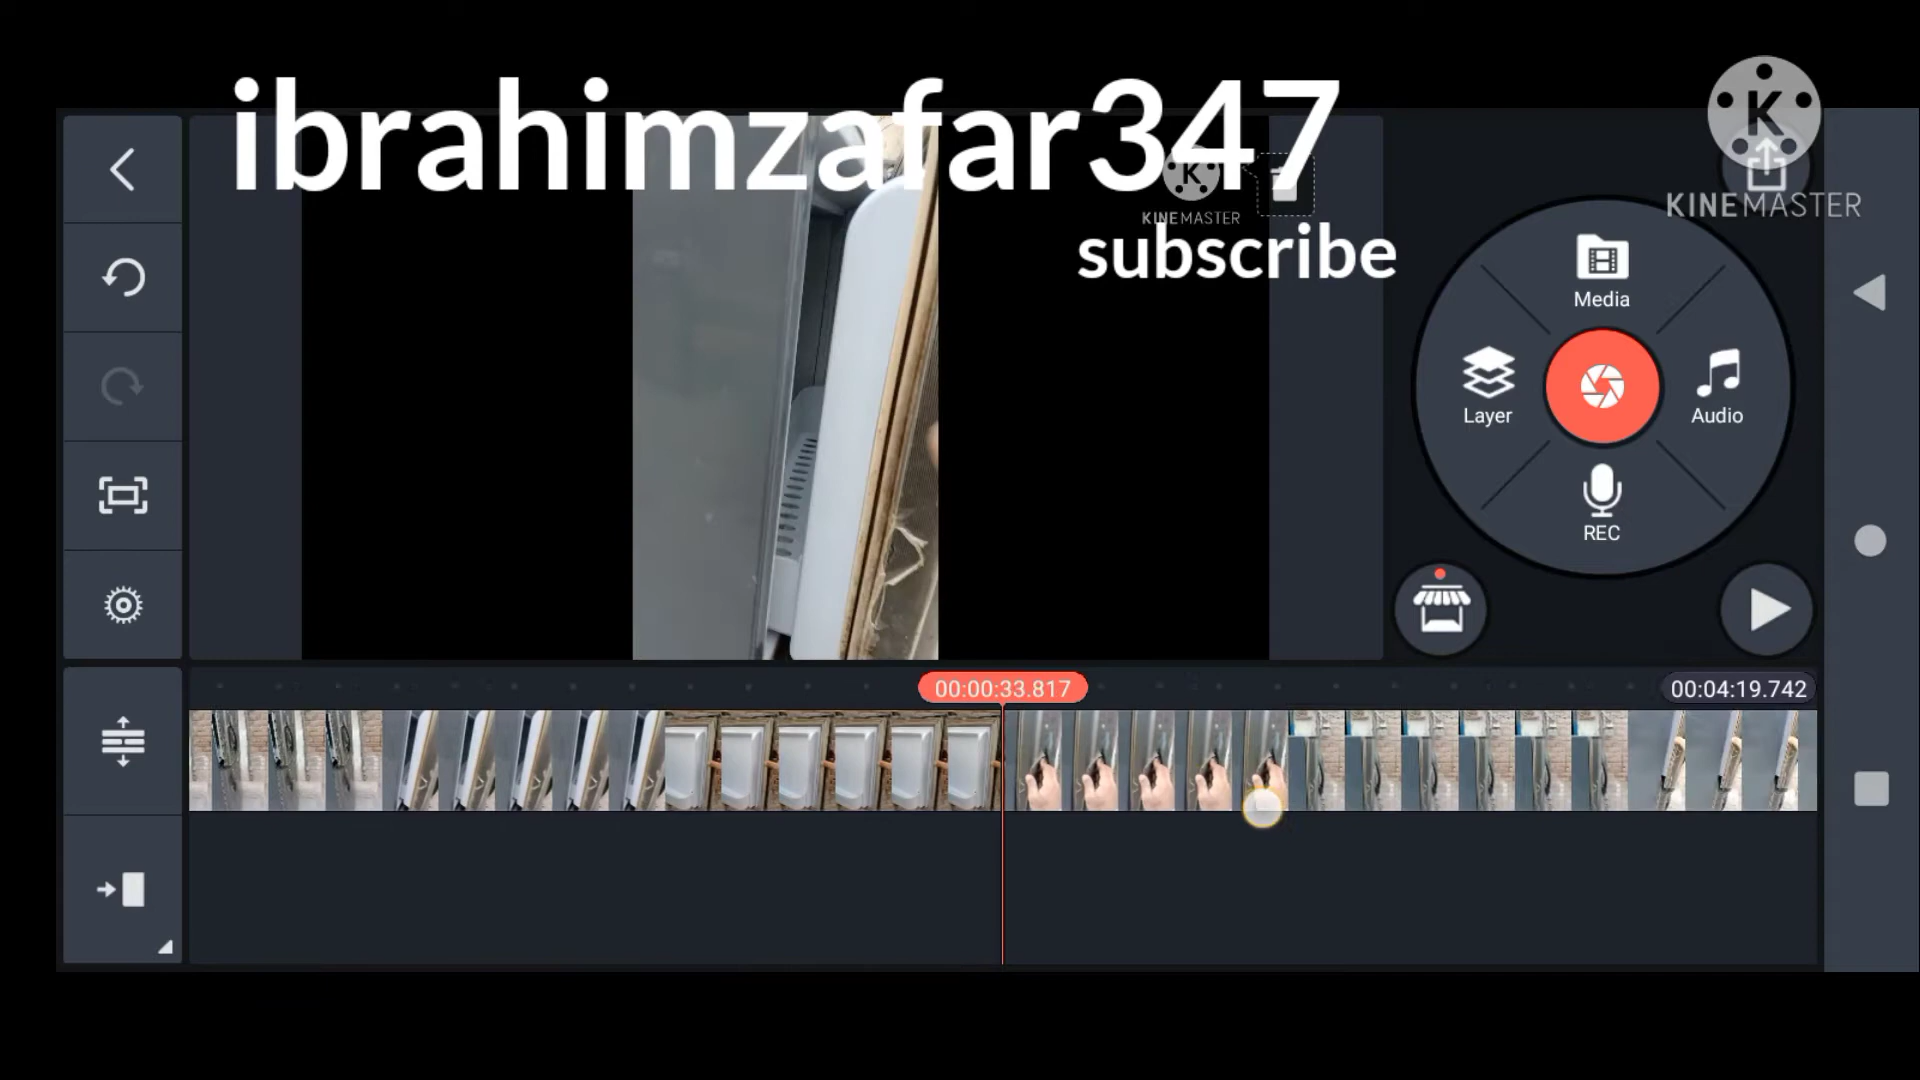 ibrahimzafar347
KINEMASTER
KINEMASTER
subscribe
Media
Layer
Audio
REC
00:00:33.817
00:04:19.742